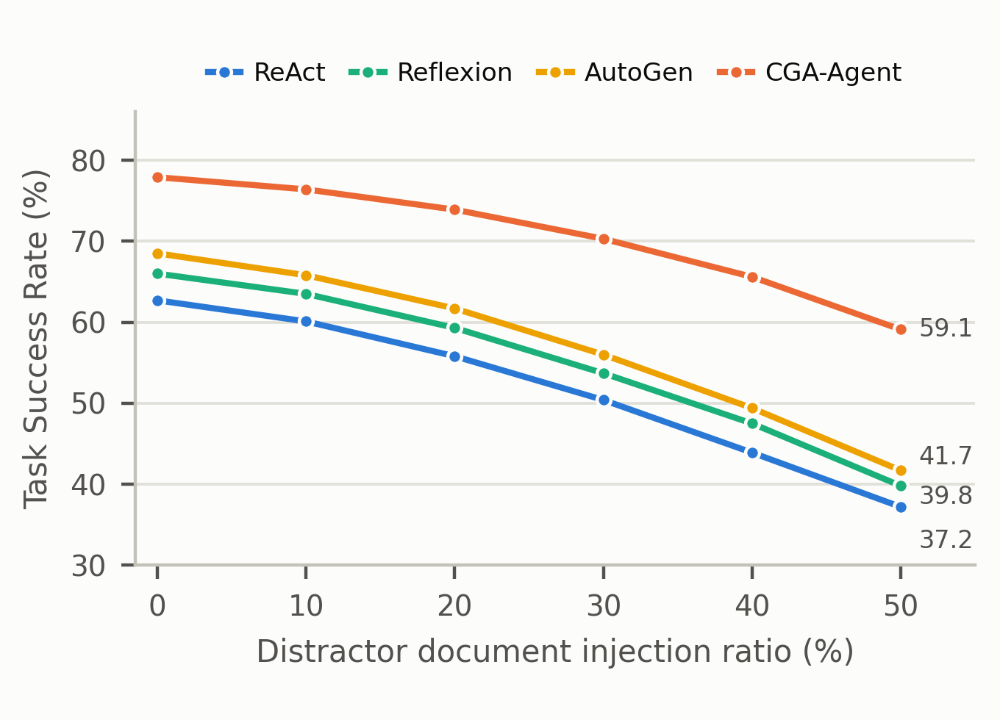 ReAct Reflexion AutoGen CGA-Agent
Task Success Rate (%)
80
70
60
50
40
30
59.1
41.7
39.8
37.2
0 10 20 30 40 50
Distractor document injection ratio (%)